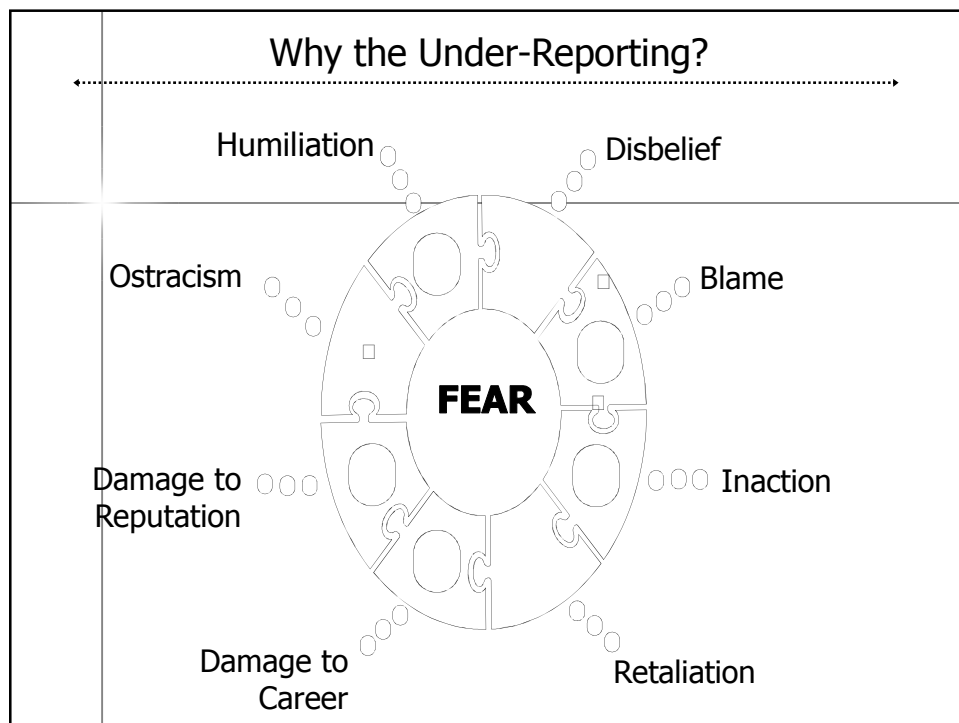 Why the Under-Reporting?
Humiliation
Disbelief
Ostracism
Blame
FEAR
Damage to
Reputation
Inaction
Damage to
Career
Retaliation